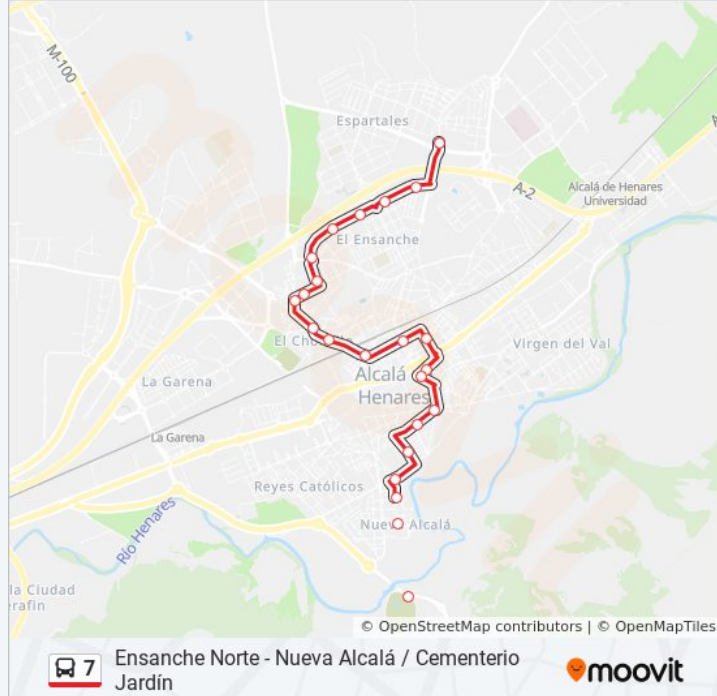 M-100
Espartales
A-2
Alcalá de Henares
Universidad
El Ensanche
El Cho
Virgen del Val
La Garena
Alcalá
Henares
La Garena
Reyes Católicos
Río Henares
Nueva Alcalá
la Ciudad
erafín
© OpenStreetMap contributors | © OpenMapTiles
7
Ensanche Norte - Nueva Alcalá / Cementerio
Jardín
moovit